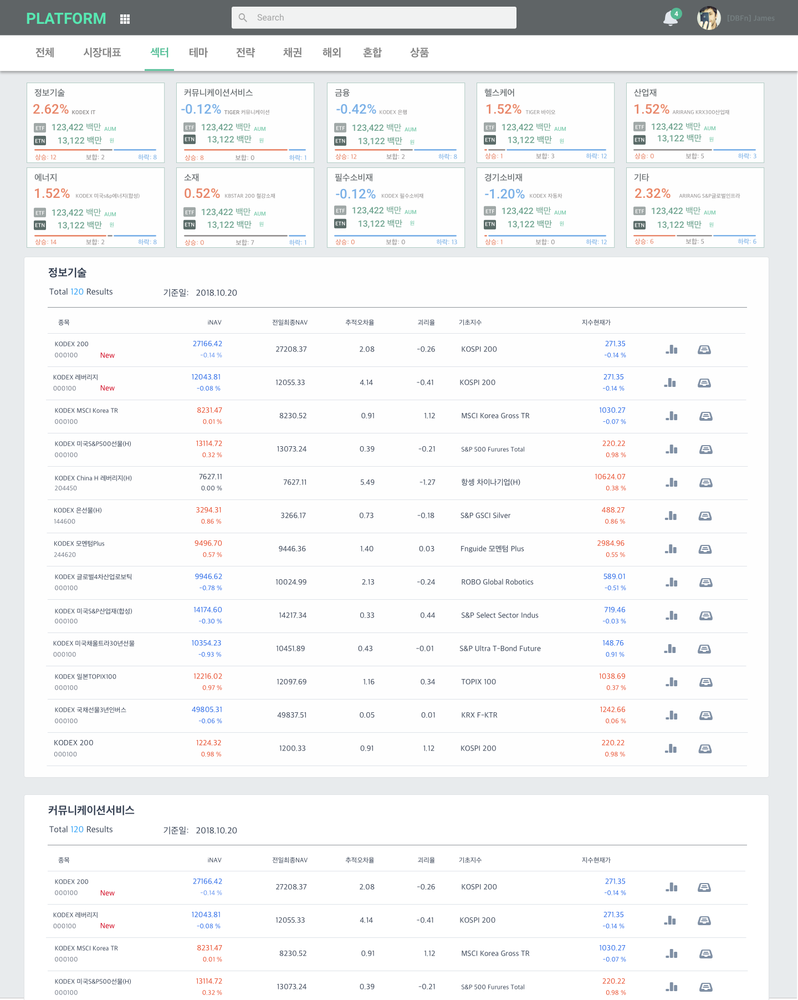 PLATFORM
Search
4
[DBFn] James
전체 시장대표 섹터 테마 전략 채권 해외 혼합 상품
정보기술
2.62% KODEX IT
ETF 123,422 백만 AUM
ETN 13,122 백만 원
상승: 12 보합: 2 하락: 8
커뮤니케이션서비스
-0.12% TIGER 커뮤니케이션
ETF 123,422 백만 AUM
ETN 13,122 백만 원
상승: 8 보합: 0 하락: 1
금융
-0.42% KODEX 은행
ETF 123,422 백만 AUM
ETN 13,122 백만 원
상승: 12 보합: 2 하락: 8
헬스케어
1.52% TIGER 바이오
ETF 123,422 백만 AUM
ETN 13,122 백만 원
상승: 1 보합: 3 하락: 12
산업재
1.52% ARIRANG KRX300산업재
ETF 123,422 백만 AUM
ETN 13,122 백만 원
상승: 0 보합: 5 하락: 3
에너지
1.52% KODEX 미국s&p에너지(합성)
ETF 123,422 백만 AUM
ETN 13,122 백만 원
상승: 14 보합: 2 하락: 8
소재
0.52% KBSTAR 200 철강소재
ETF 123,422 백만 AUM
ETN 13,122 백만 원
상승: 0 보합: 7 하락: 1
필수소비재
-0.12% KODEX 필수소비재
ETF 123,422 백만 AUM
ETN 13,122 백만 원
상승: 0 보합: 0 하락: 13
경기소비재
-1.20% KODEX 자동차
ETF 123,422 백만 AUM
ETN 13,122 백만 원
상승: 1 보합: 0 하락: 12
기타
2.32% ARIRANG S&P글로벌인프라
ETF 123,422 백만 AUM
ETN 13,122 백만 원
상승: 6 보합: 5 하락: 6
정보기술
Total 120 Results 기준일: 2018.10.20
종목 iNAV 전일최종NAV 추적오차율 괴리율 기초지수 지수현재가
KODEX 200 27166.42 27208.37 2.08 -0.26 KOSPI 200 271.35
000100 New -0.14 % -0.14 %
KODEX 레버리지 12043.81 12055.33 4.14 -0.41 KOSPI 200 271.35
000100 New -0.08 % -0.14 %
KODEX MSCI Korea TR 8231.47 8230.52 0.91 1.12 MSCI Korea Gross TR 1030.27
000100 0.01 % -0.07 %
KODEX 미국S&P500선물(H) 13114.72 13073.24 0.39 -0.21 S&P 500 Furures Total 220.22
000100 0.32 % 0.98 %
KODEX China H 레버리지(H) 7627.11 7627.11 5.49 -1.27 항셍 차이나기업(H) 10624.07
204450 0.00 % 0.38 %
KODEX 은선물(H) 3294.31 3266.17 0.73 -0.18 S&P GSCI Silver 488.27
144600 0.86 % 0.86 %
KODEX 모멘텀Plus 9496.70 9446.36 1.40 0.03 Fnguide 모멘텀 Plus 2984.96
244620 0.57 % 0.55 %
KODEX 글로벌4차산업로보틱 9946.62 10024.99 2.13 -0.24 ROBO Global Robotics 589.01
000100 -0.78 % -0.51 %
KODEX 미국S&P산업재(합성) 14174.60 14217.34 0.33 0.44 S&P Select Sector Indus 719.46
000100 -0.30 % -0.03 %
KODEX 미국채울트라30년선물 10354.23 10451.89 0.43 -0.01 S&P Ultra T-Bond Future 148.76
000100 -0.93 % 0.91 %
KODEX 일본TOPIX100 12216.02 12097.69 1.16 0.34 TOPIX 100 1038.69
000100 0.97 % 0.37 %
KODEX 국채선물3년인버스 49805.31 49837.51 0.05 0.01 KRX F-KTR 1242.66
000100 -0.06 % 0.06 %
KODEX 200 1224.32 1200.33 0.91 1.12 KOSPI 200 220.22
000100 0.98 % 0.98 %
커뮤니케이션서비스
Total 120 Results 기준일: 2018.10.20
종목 iNAV 전일최종NAV 추적오차율 괴리율 기초지수 지수현재가
KODEX 200 27166.42 27208.37 2.08 -0.26 KOSPI 200 271.35
000100 New -0.14 % -0.14 %
KODEX 레버리지 12043.81 12055.33 4.14 -0.41 KOSPI 200 271.35
000100 New -0.08 % -0.14 %
KODEX MSCI Korea TR 8231.47 8230.52 0.91 1.12 MSCI Korea Gross TR 1030.27
000100 0.01 % -0.07 %
KODEX 미국S&P500선물(H) 13114.72 13073.24 0.39 -0.21 S&P 500 Furures Total 220.22
000100 0.32 % 0.98 %